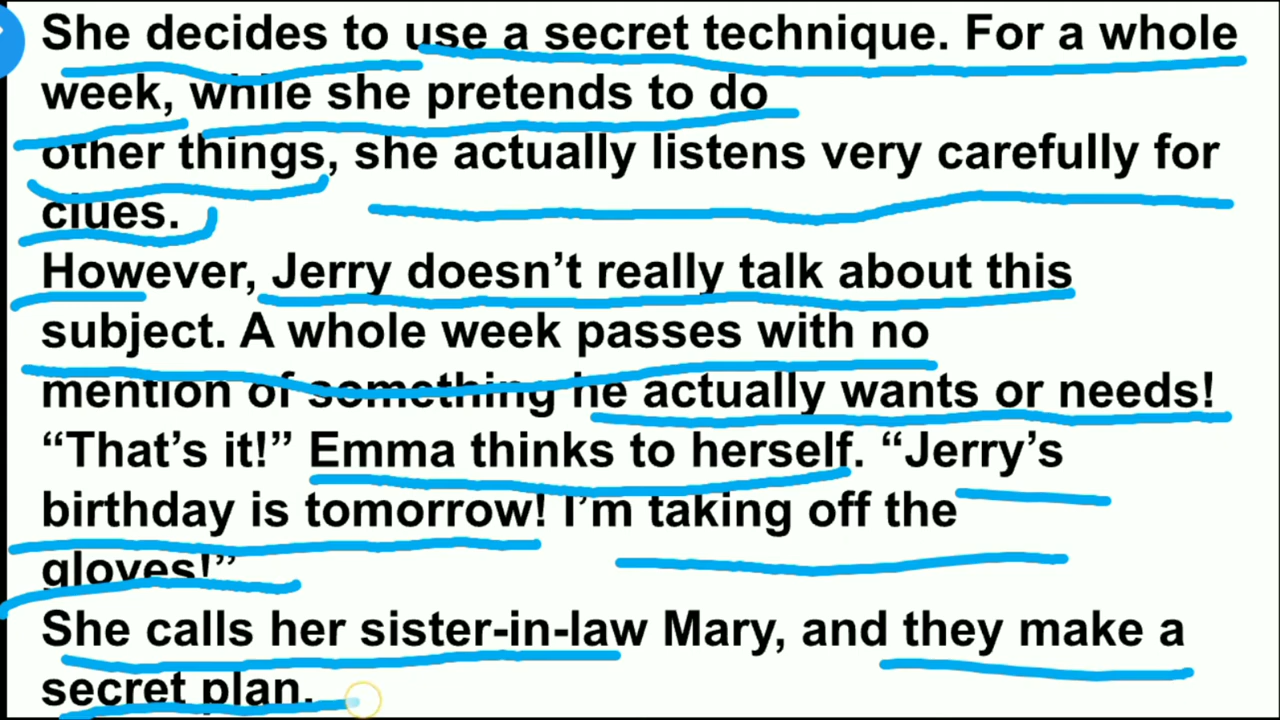 She decides to use a secret technique. For a whole
week, while she pretends to do
other things, she actually listens very carefully for
clues.
However, Jerry doesn’t really talk about this
subject. A whole week passes with no
mention of something he actually wants or needs!
“That’s it!” Emma thinks to herself. “Jerry’s
birthday is tomorrow! I’m taking off the
gloves!”
She calls her sister-in-law Mary, and they make a
secret plan.